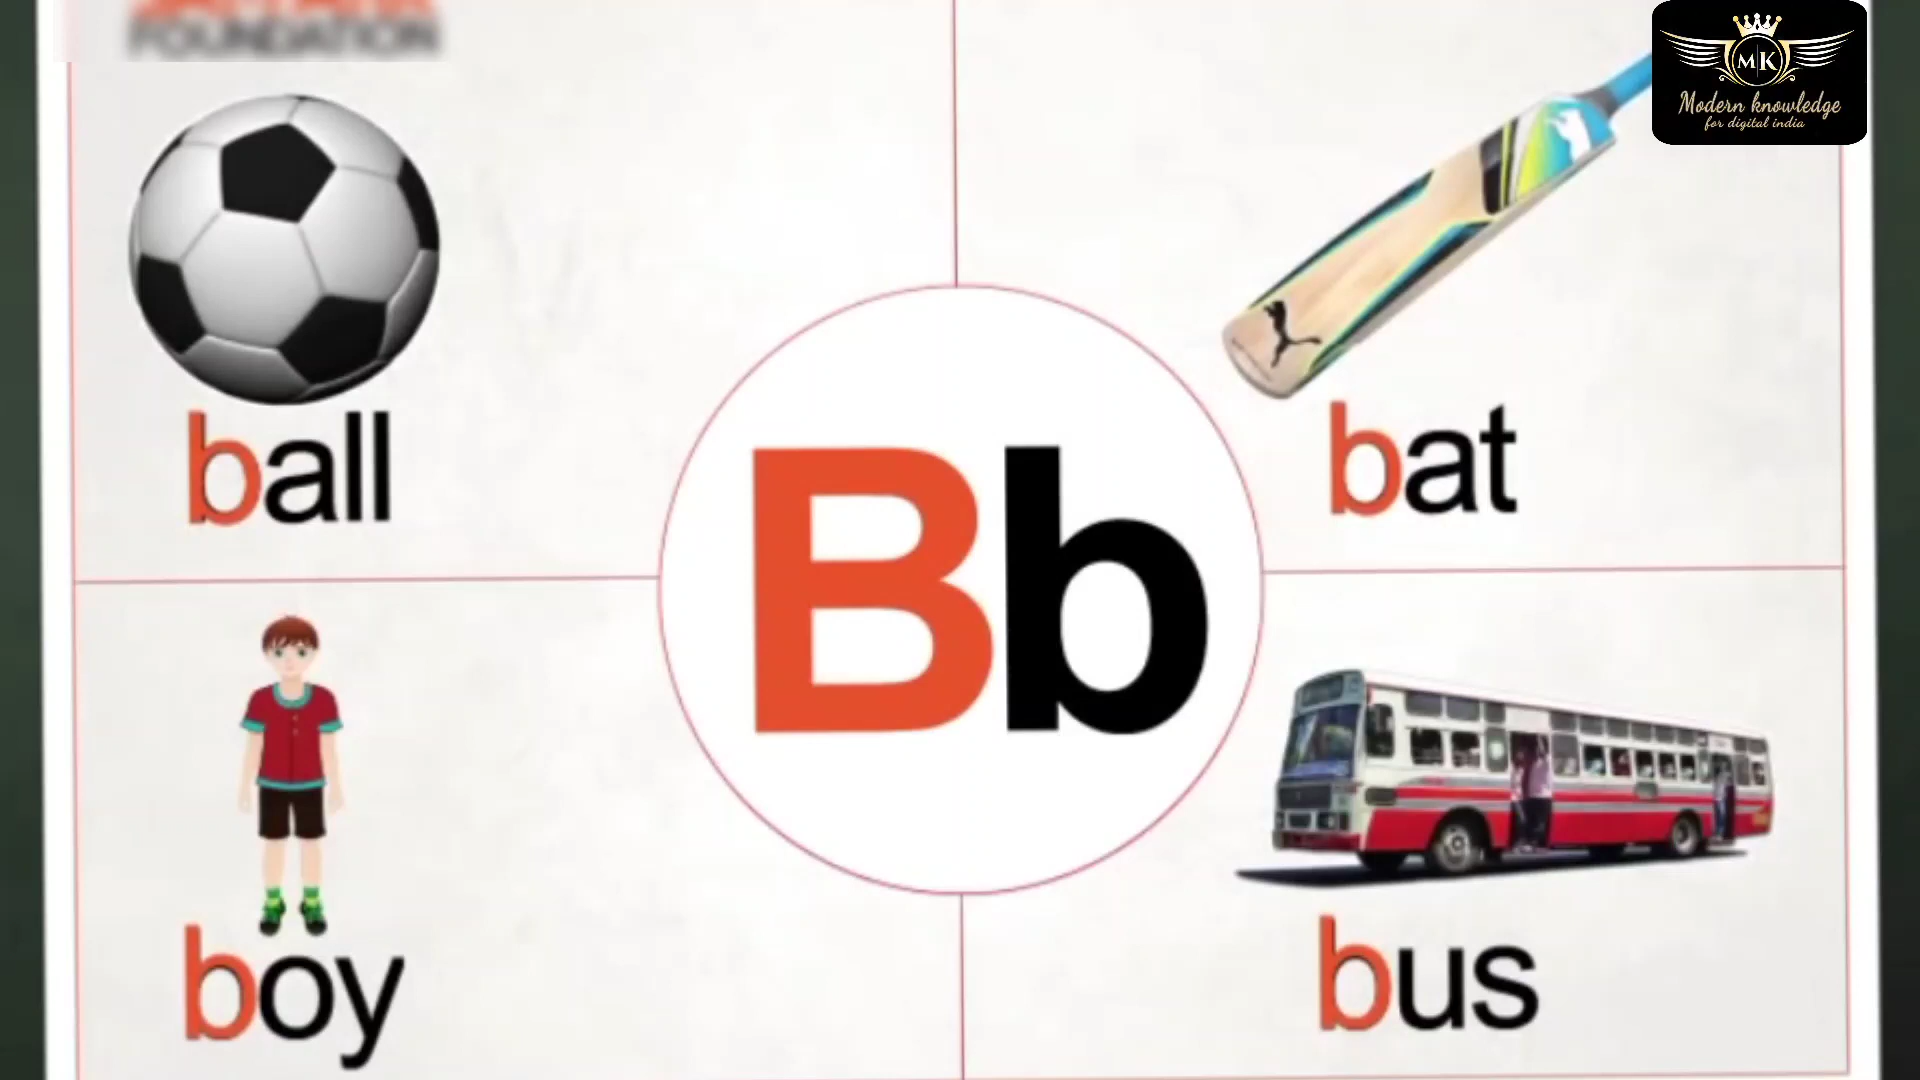 FOUNDATION
M K
Modern knowledge
for digital india
ball
bat
Bb
boy
bus